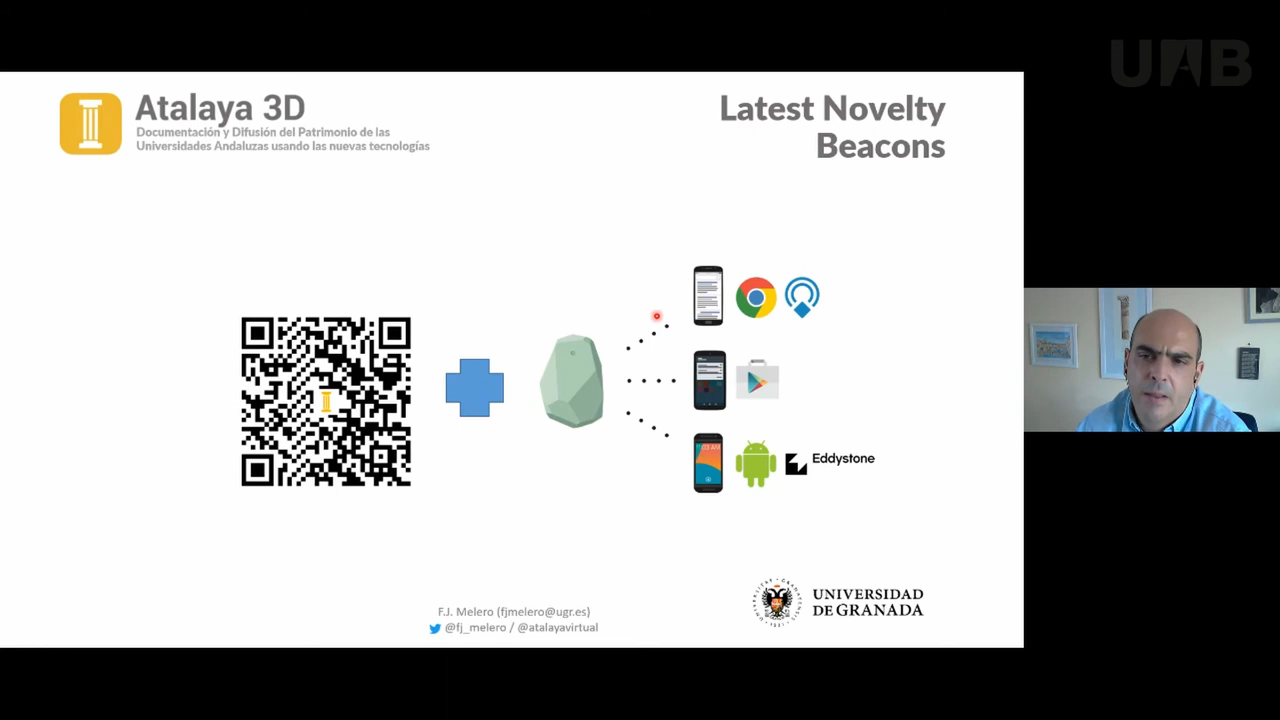 UAB
Atalaya 3D
Documentación y Difusión del Patrimonio de las
Universidades Andaluzas usando las nuevas tecnologías
Latest Novelty
Beacons
Eddystone
F.J. Melero (fjmelero@ugr.es)
@fj_melero / @atalayavirtual
UNIVERSIDAD
DE GRANADA